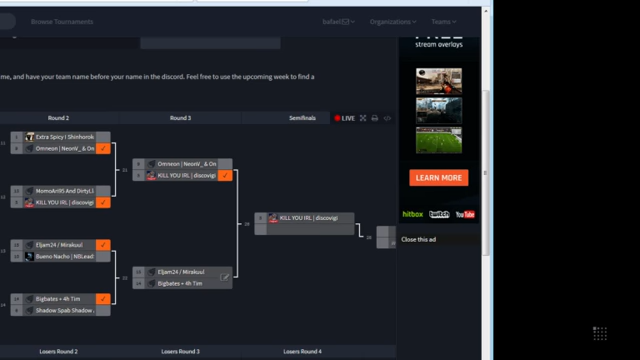 Browse Tournaments
bafael
Organizations
Teams
stream overlays
me, and have your team name before your name in the discord. Feel free to use the upcoming week to find a
Round 2
Round 3
Semifinals
LIVE
Extra Spicy I Shinhorok
Omneon | NeonV_ & On
MomoAri95 And DirtyLi
KILL YOU IRL | discovigi
Omneon | NeonV_ & On
KILL YOU IRL | discovigi
KILL YOU IRL | discovigi
Eljam24 / Mirakuul
Bueno Nacho | NBLead
Bigbates + 4h Tim
Shadow Spab Shadow
Eljam24 / Mirakuul
Bigbates + 4h Tim
LEARN MORE
hitbox
twitch
You Tube
Close this ad
Losers Round 2
Losers Round 3
Losers Round 4